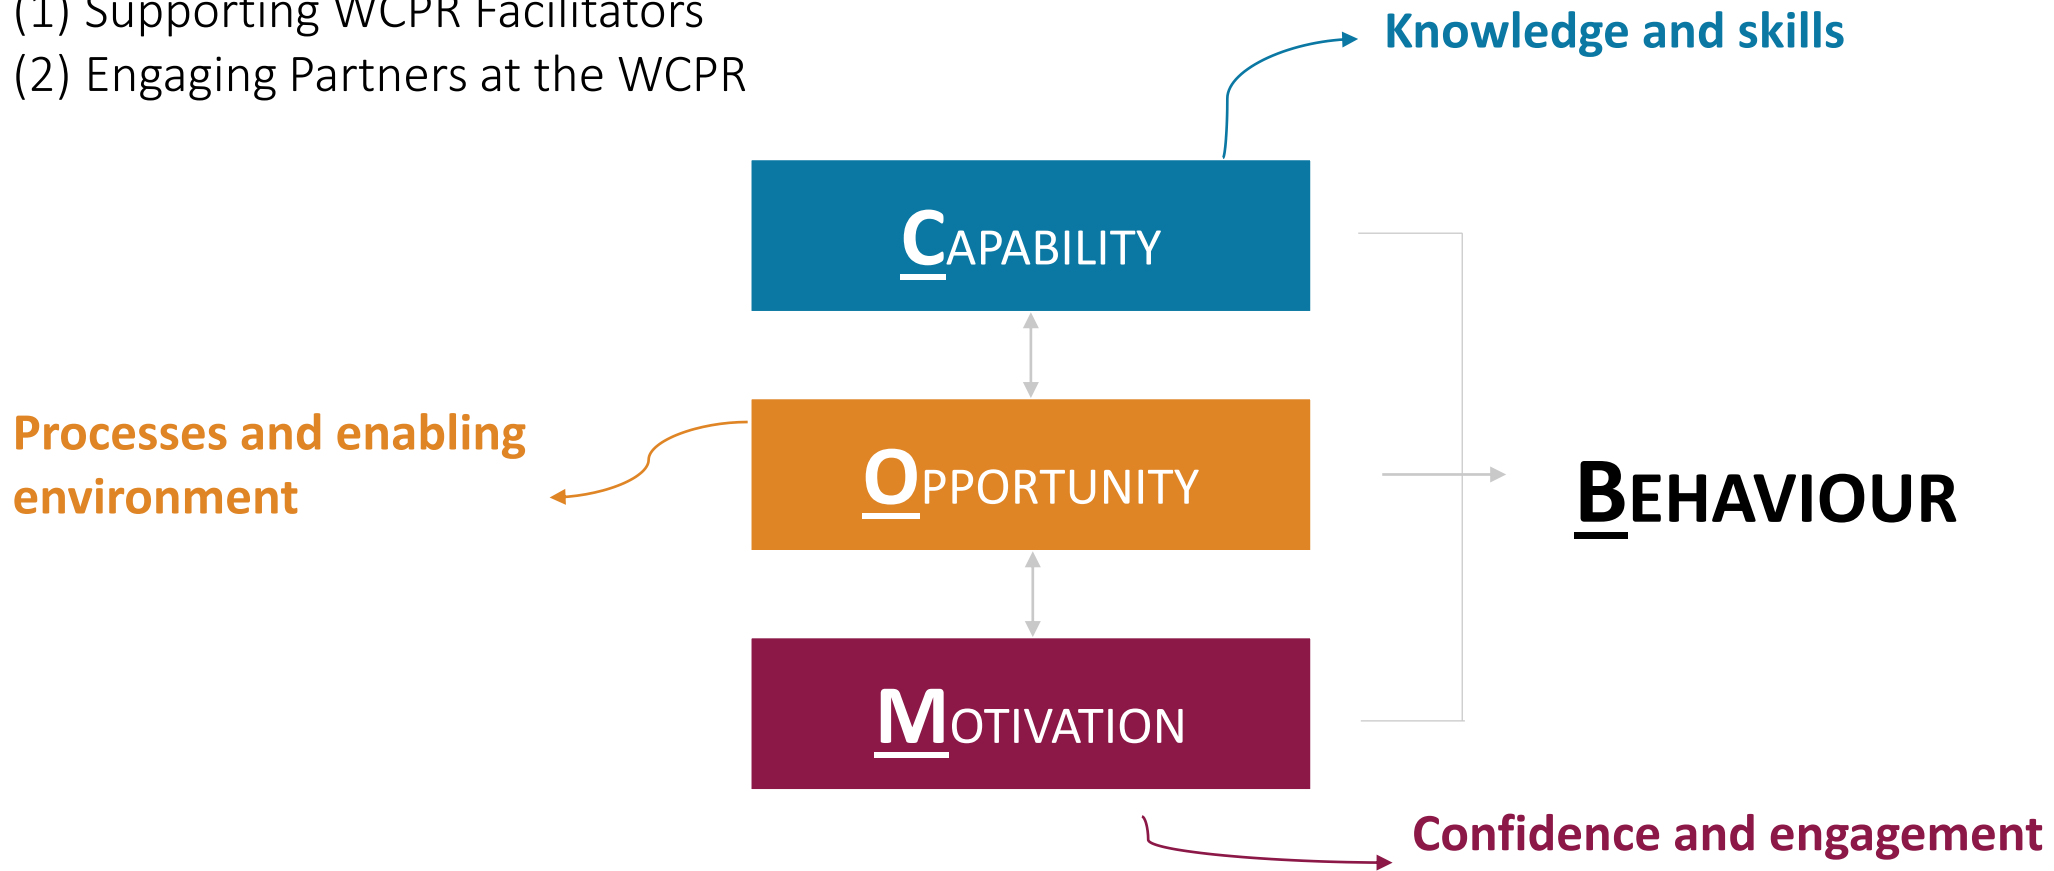 (1) Supporting WCPR Facilitators
(2) Engaging Partners at the WCPR
Knowledge and skills
CAPABILITY
Processes and enabling
environment
OPPORTUNITY
BEHAVIOUR
MOTIVATION
Confidence and engagement